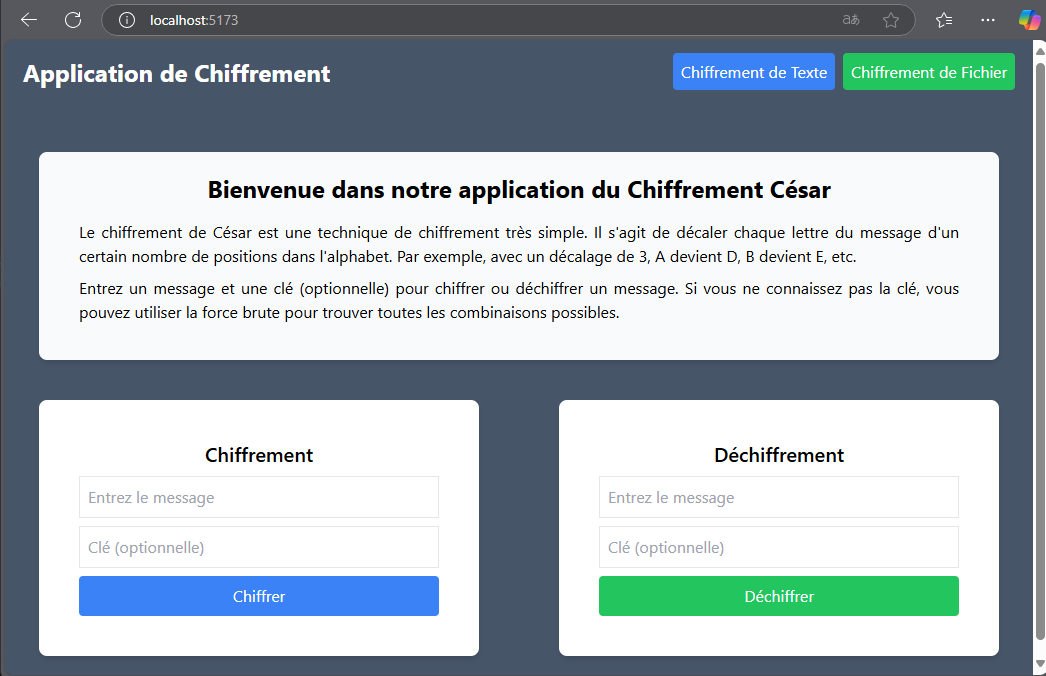 localhost:5173
Application de Chiffrement
Chiffrement de Texte
Chiffrement de Fichier
Bienvenue dans notre application du Chiffrement César
Le chiffrement de César est une technique de chiffrement très simple. Il s'agit de décaler chaque lettre du message d'un
certain nombre de positions dans l'alphabet. Par exemple, avec un décalage de 3, A devient D, B devient E, etc.
Entrez un message et une clé (optionnelle) pour chiffrer ou déchiffrer un message. Si vous ne connaissez pas la clé, vous
pouvez utiliser la force brute pour trouver toutes les combinaisons possibles.
Chiffrement
Entrez le message
Clé (optionnelle)
Chiffrer
Déchiffrement
Entrez le message
Clé (optionnelle)
Déchiffrer